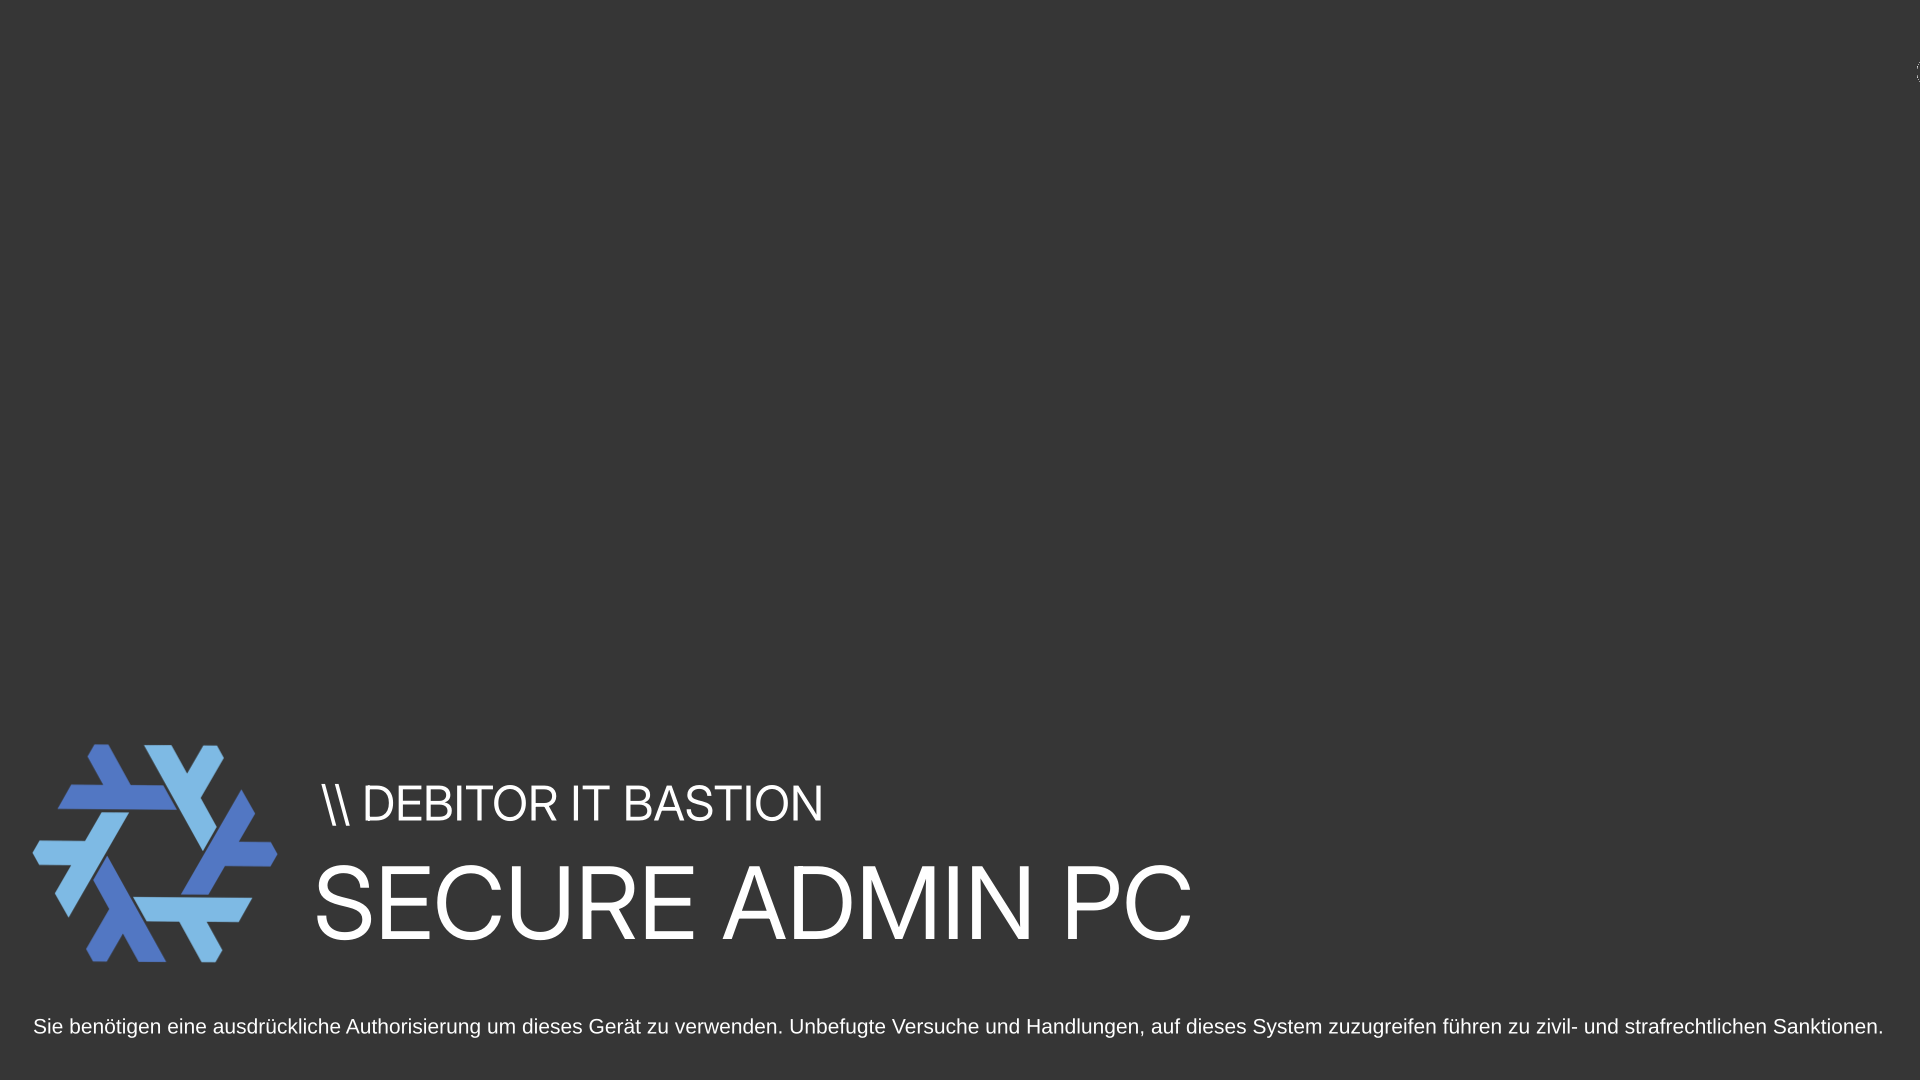 \\ DEBITOR IT BASTION
SECURE ADMIN PC
Sie benötigen eine ausdrückliche Authorisierung um dieses Gerät zu verwenden. Unbefugte Versuche und Handlungen, auf dieses System zuzugreifen führen zu zivil- und strafrechtlichen Sanktionen.